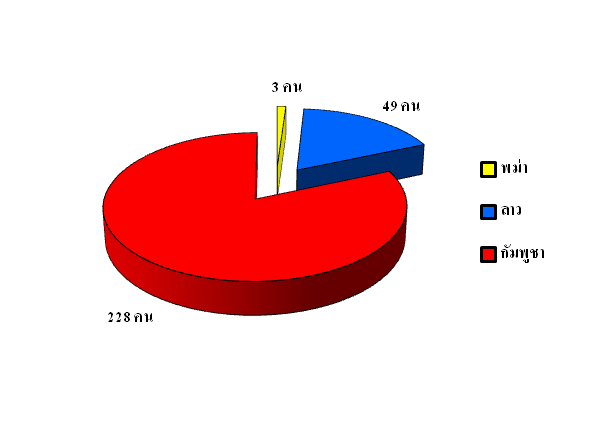 3 คน
49 คน
พม่า
ลาว
กัมพูชา
228 คน